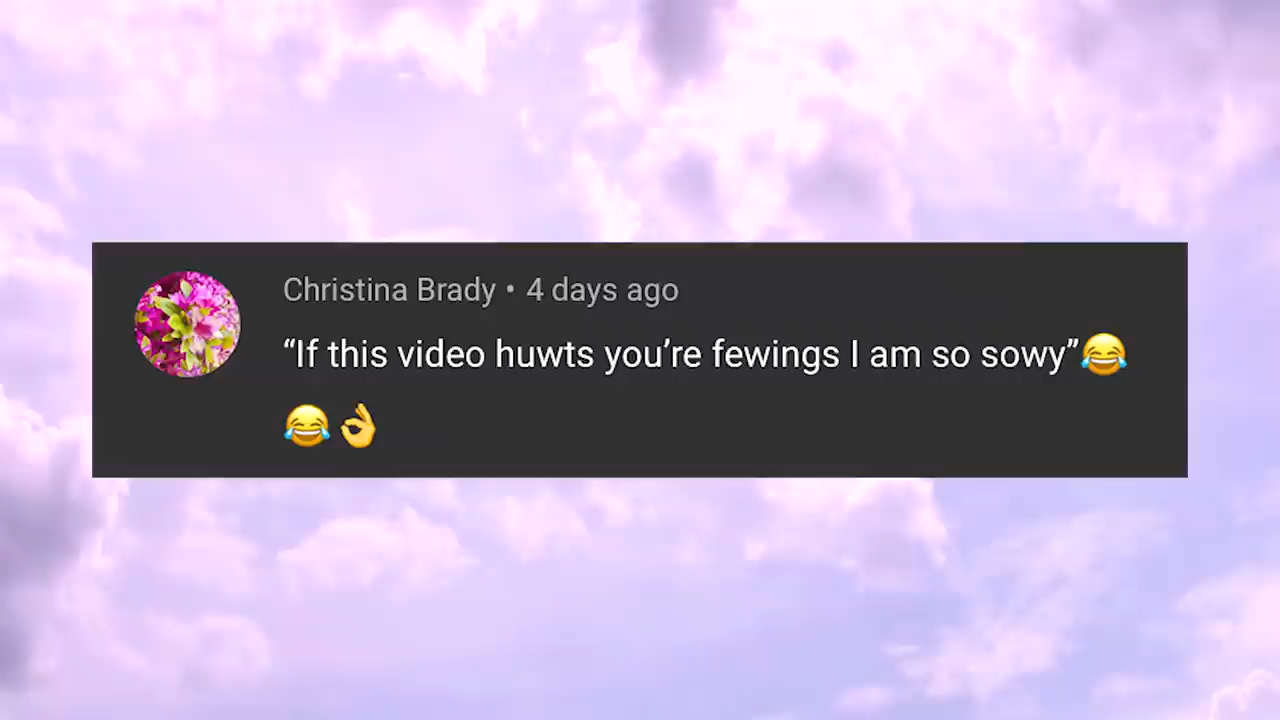 Christina Brady • 4 days ago
“If this video huwts you’re fewings I am so sowy”😂
😂👌